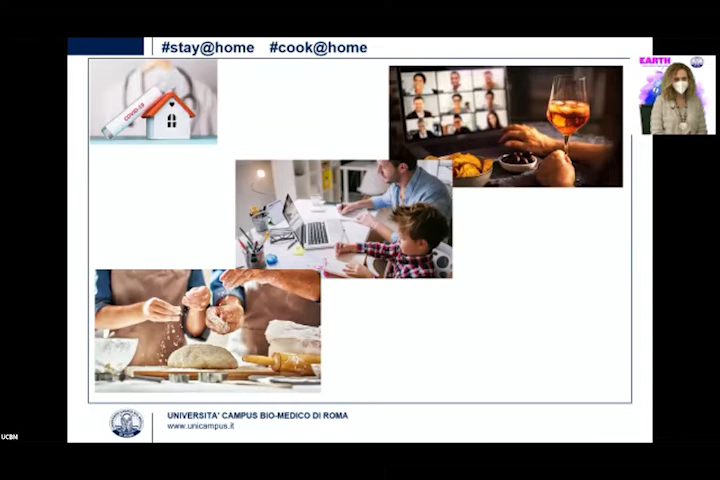 #stay@home #cook@home
COVID-19
EARTH
UNIVERSITA' CAMPUS BIO-MEDICO DI ROMA
www.unicampus.it
UCBM